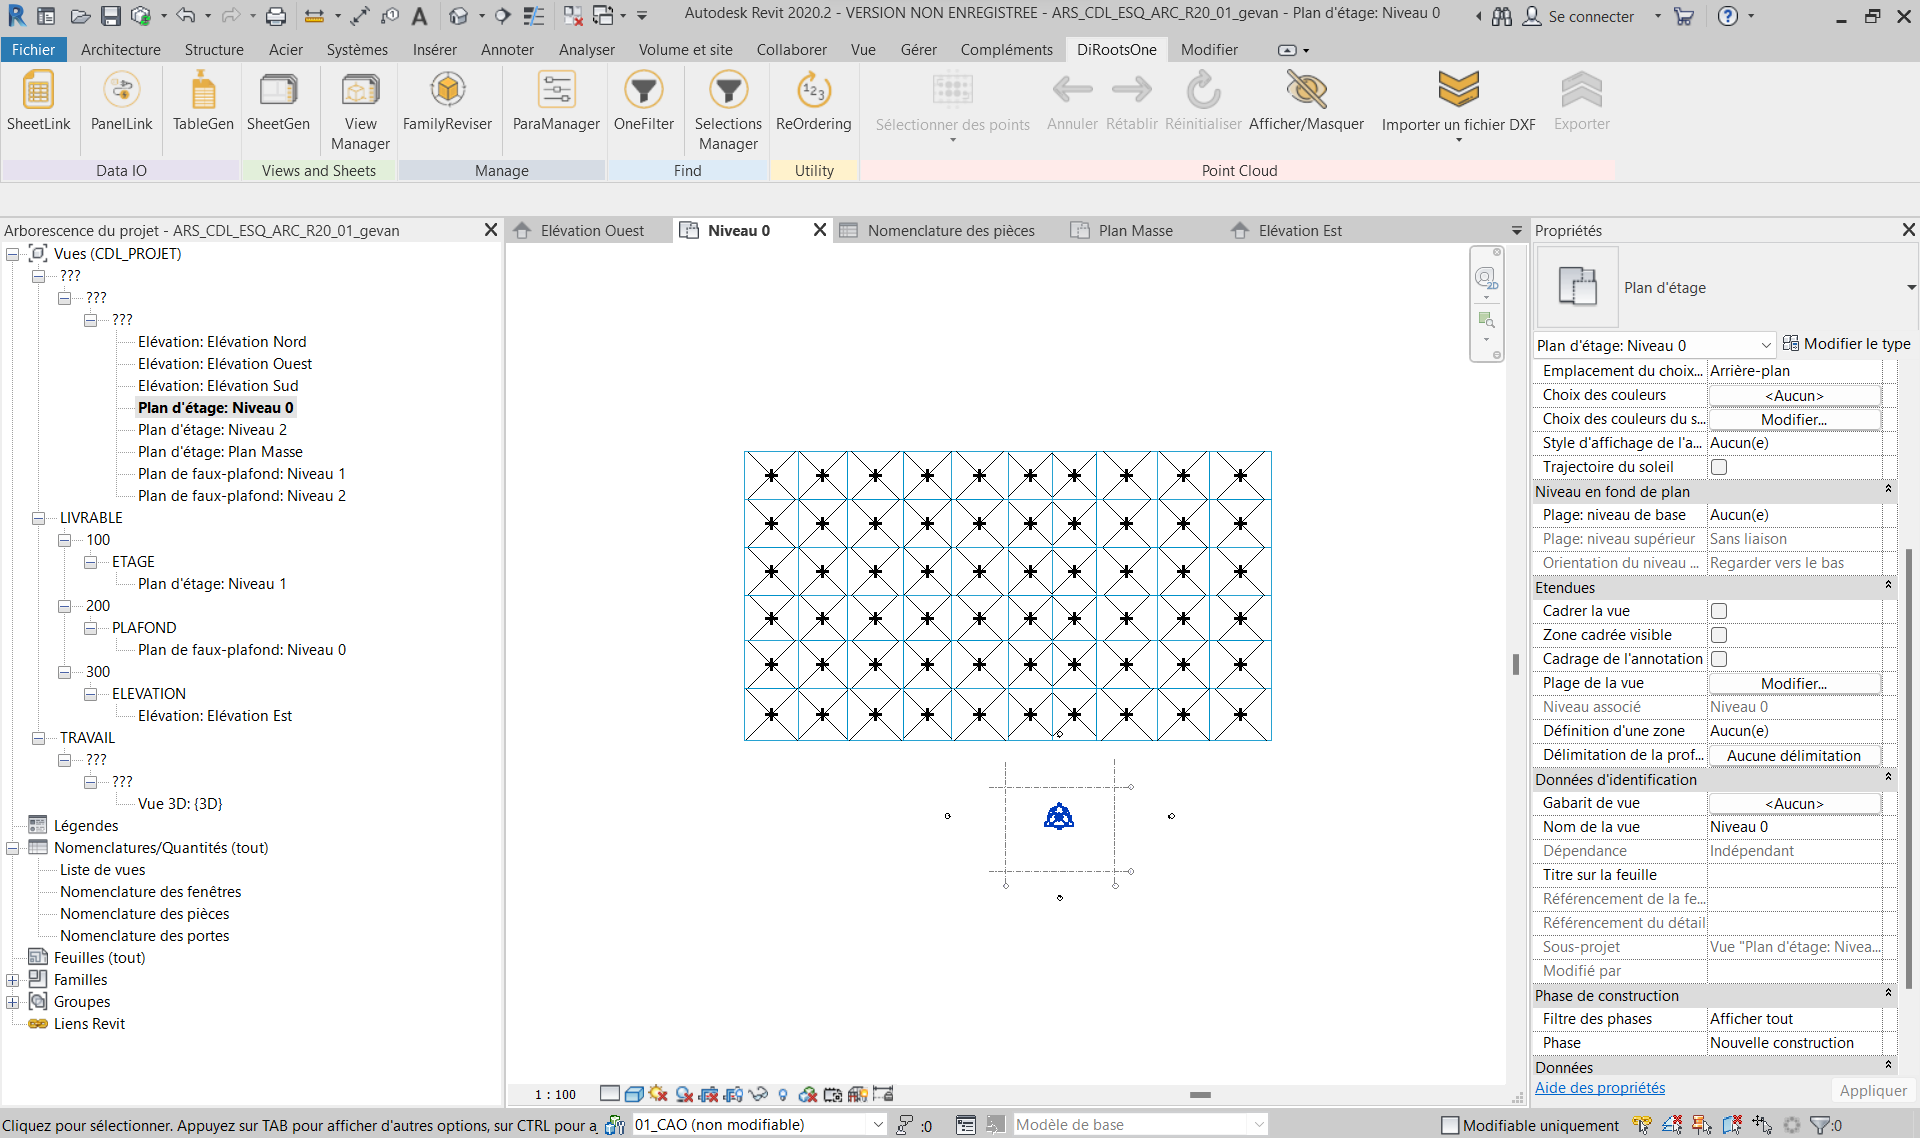 Autodesk Revit 2020.2 - VERSION NON ENREGISTREE - ARS_CDL_ESQ_ARC_R20_01_gevan - Plan d'étage: Niveau 0
Se connecter
Fichier Architecture Structure Acier Systèmes Insérer Annoter Analyser Volume et site Collaborer Vue Gérer Compléments DiRootsOne Modifier
SheetLink PanelLink TableGen SheetGen View Manager FamilyReviser ParaManager OneFilter Selections Manager ReOrdering Sélectionner des points Annuler Rétablir Réinitialiser Afficher/Masquer Importer un fichier DXF Exporter
Data IO Views and Sheets Manage Find Utility Point Cloud
Arborescence du projet - ARS_CDL_ESQ_ARC_R20_01_gevan
Vues (CDL_PROJET)
???
???
???
Elévation: Elévation Nord
Elévation: Elévation Ouest
Elévation: Elévation Sud
Plan d'étage: Niveau 0
Plan d'étage: Niveau 2
Plan d'étage: Plan Masse
Plan de faux-plafond: Niveau 1
Plan de faux-plafond: Niveau 2
LIVRABLE
100
ETAGE
Plan d'étage: Niveau 1
200
PLAFOND
Plan de faux-plafond: Niveau 0
300
ELEVATION
Elévation: Elévation Est
TRAVAIL
???
???
Vue 3D: {3D}
Légendes
Nomenclatures/Quantités (tout)
Liste de vues
Nomenclature des fenêtres
Nomenclature des pièces
Nomenclature des portes
Feuilles (tout)
Familles
Groupes
Liens Revit
Elévation Ouest Niveau 0 Nomenclature des pièces Plan Masse Elévation Est
2D
1 : 100
Propriétés
Plan d'étage
Plan d'étage: Niveau 0 Modifier le type
Emplacement du choix... Arrière-plan
Choix des couleurs <Aucun>
Choix des couleurs du s... Modifier...
Style d'affichage de l'a... Aucun(e)
Trajectoire du soleil
Niveau en fond de plan
Plage: niveau de base Aucun(e)
Plage: niveau supérieur Sans liaison
Orientation du niveau ... Regarder vers le bas
Etendues
Cadrer la vue
Zone cadrée visible
Cadrage de l'annotation
Plage de la vue Modifier...
Niveau associé Niveau 0
Définition d'une zone Aucun(e)
Délimitation de la prof... Aucune délimitation
Données d'identification
Gabarit de vue <Aucun>
Nom de la vue Niveau 0
Dépendance Indépendant
Titre sur la feuille
Référencement de la fe...
Référencement du détail
Sous-projet Vue "Plan d'étage: Nivea...
Modifié par
Phase de construction
Filtre des phases Afficher tout
Phase Nouvelle construction
Données
Aide des propriétés Appliquer
Cliquez pour sélectionner. Appuyez sur TAB pour afficher d'autres options, sur CTRL pour a 01_CAO (non modifiable) :0 Modèle de base Modifiable uniquement :0